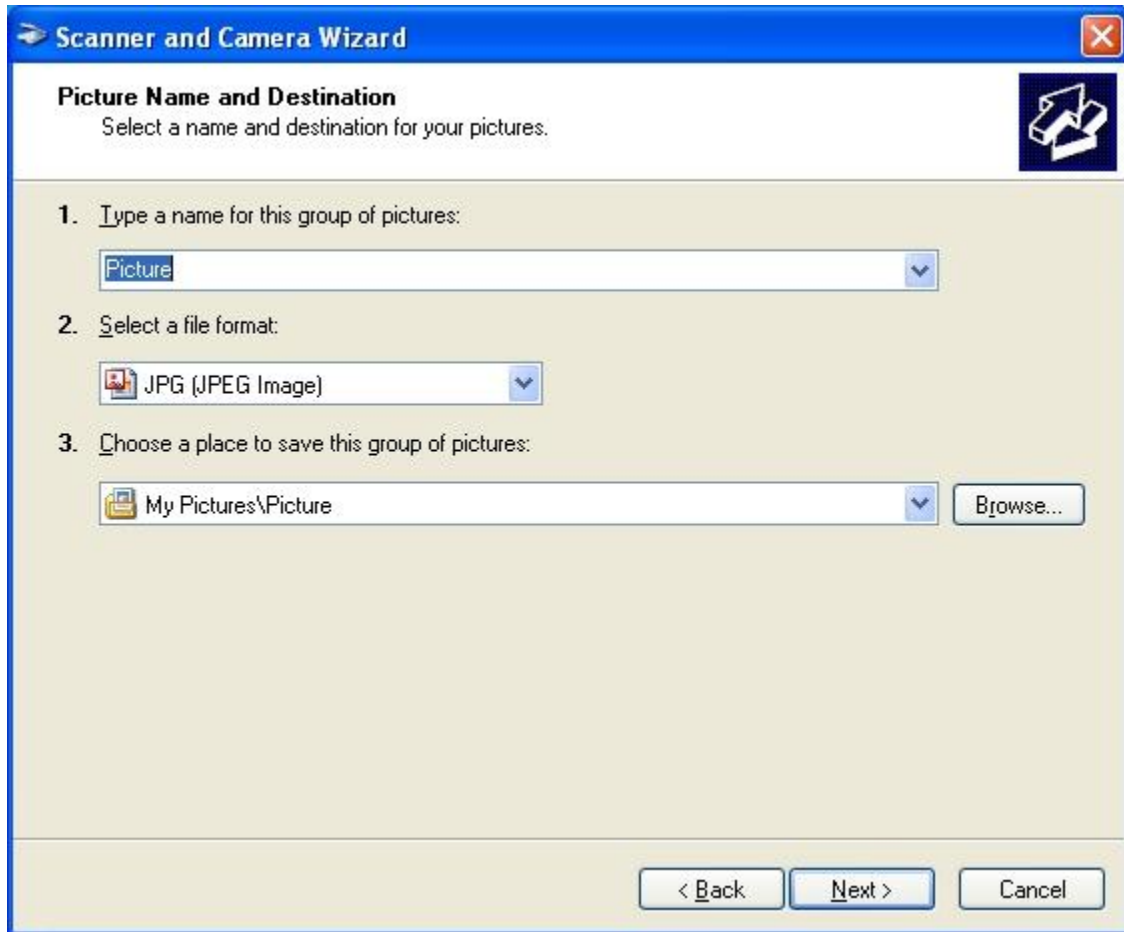 Scanner and Camera Wizard
Picture Name and Destination
Select a name and destination for your pictures.
1. Type a name for this group of pictures:
Picture
2. Select a file format:
JPG (JPEG Image)
3. Choose a place to save this group of pictures:
My Pictures\Picture Browse...
< Back Next > Cancel